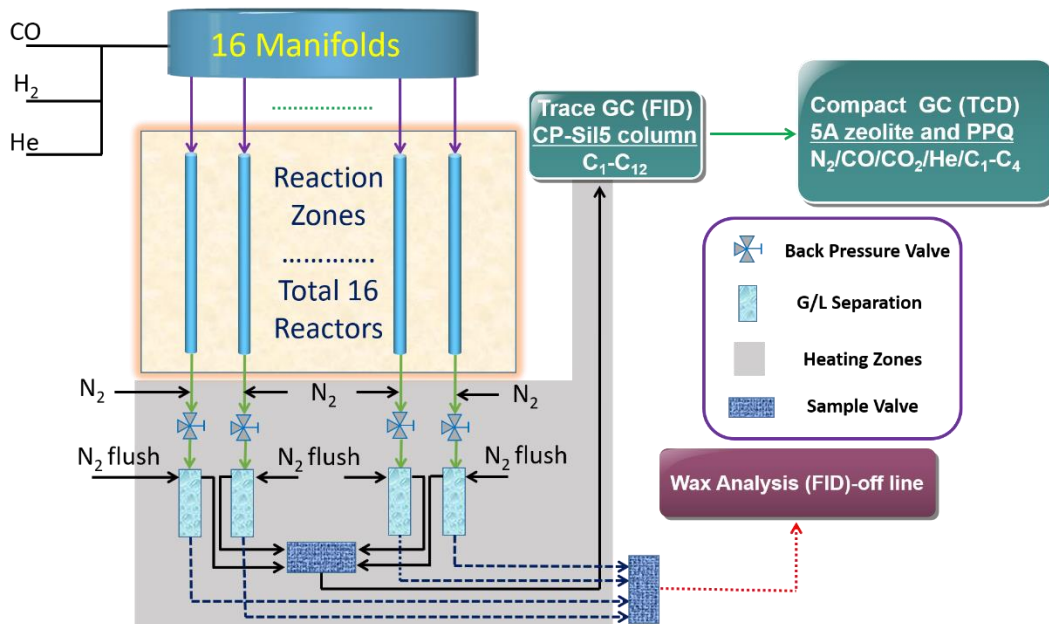 CO
H₂
He
16 Manifolds
Reaction
Zones
.............
Total 16
Reactors
Trace GC (FID)
CP-Sil5 column
C₁-C₁₂
Compact GC (TCD)
5A zeolite and PPQ
N₂/CO/CO₂/He/C₁-C₄
Back Pressure Valve
G/L Separation
Heating Zones
Sample Valve
N₂
N₂
N₂
N₂ flush
N₂ flush
N₂ flush
Wax Analysis (FID)-off line